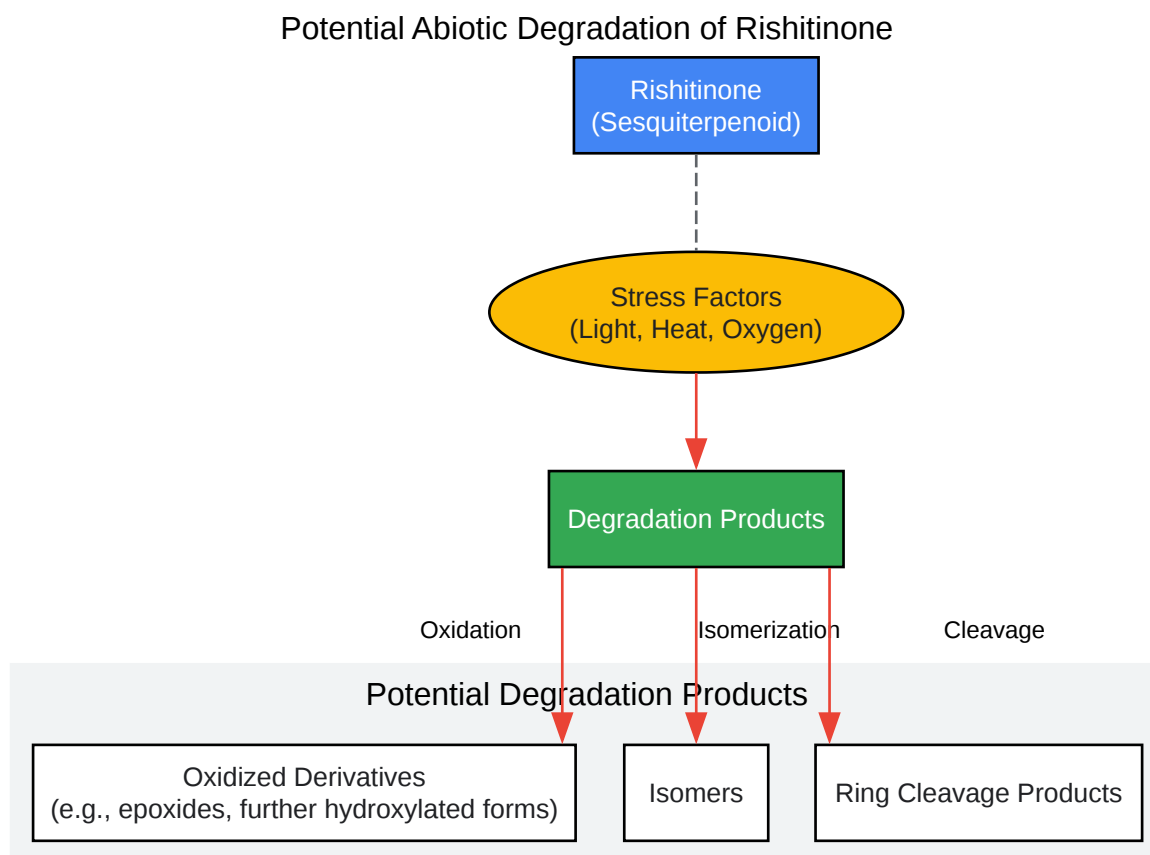 Potential Abiotic Degradation of Rishitinone
Rishitinone
(Sesquiterpenoid)
Stress Factors
(Light, Heat, Oxygen)
Degradation Products
Oxidation
Isomerization
Cleavage
Potential Degradation Products
Oxidized Derivatives
(e.g., epoxides, further hydroxylated forms)
Isomers
Ring Cleavage Products